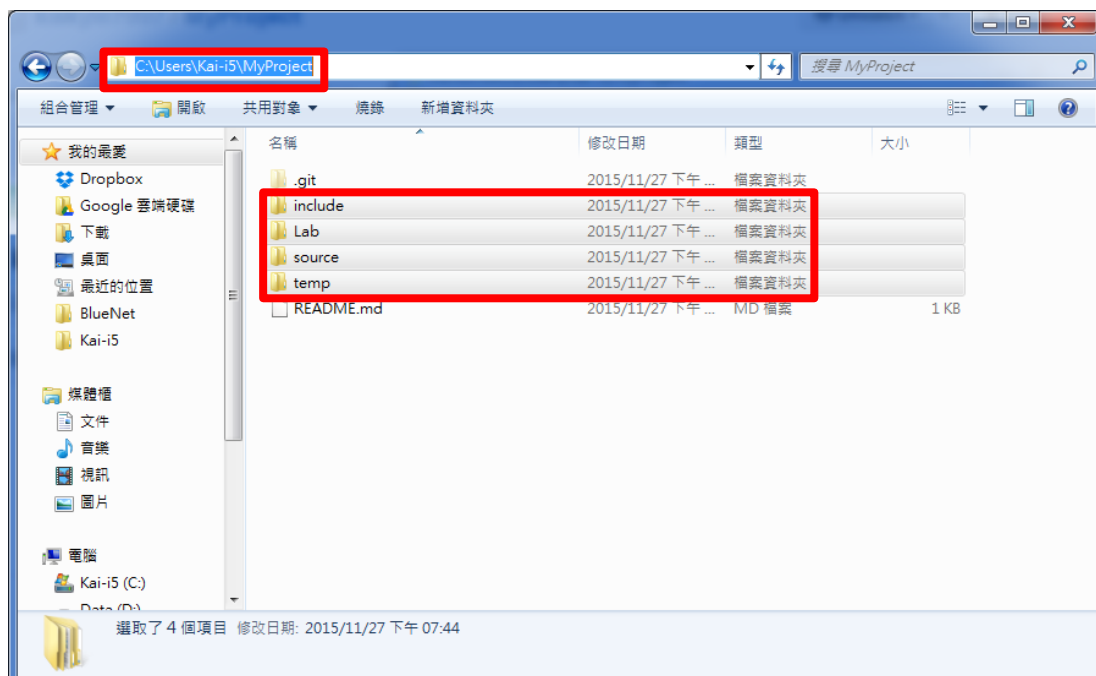 C:\Users\Kai-i5\MyProject
搜尋 MyProject
組合管理 開啟 共用對象 燒錄 新增資料夾
我的最愛
Dropbox
Google 雲端硬碟
下載
桌面
最近的位置
BlueNet
Kai-i5
媒體櫃
文件
音樂
視訊
圖片
電腦
Kai-i5 (C:)
Data (D:)
名稱 修改日期 類型 大小
.git 2015/11/27 下午 ... 檔案資料夾
include 2015/11/27 下午 ... 檔案資料夾
Lab 2015/11/27 下午 ... 檔案資料夾
source 2015/11/27 下午 ... 檔案資料夾
temp 2015/11/27 下午 ... 檔案資料夾
README.md 2015/11/27 下午 ... MD 檔案 1 KB
選取了 4 個項目 修改日期: 2015/11/27 下午 07:44